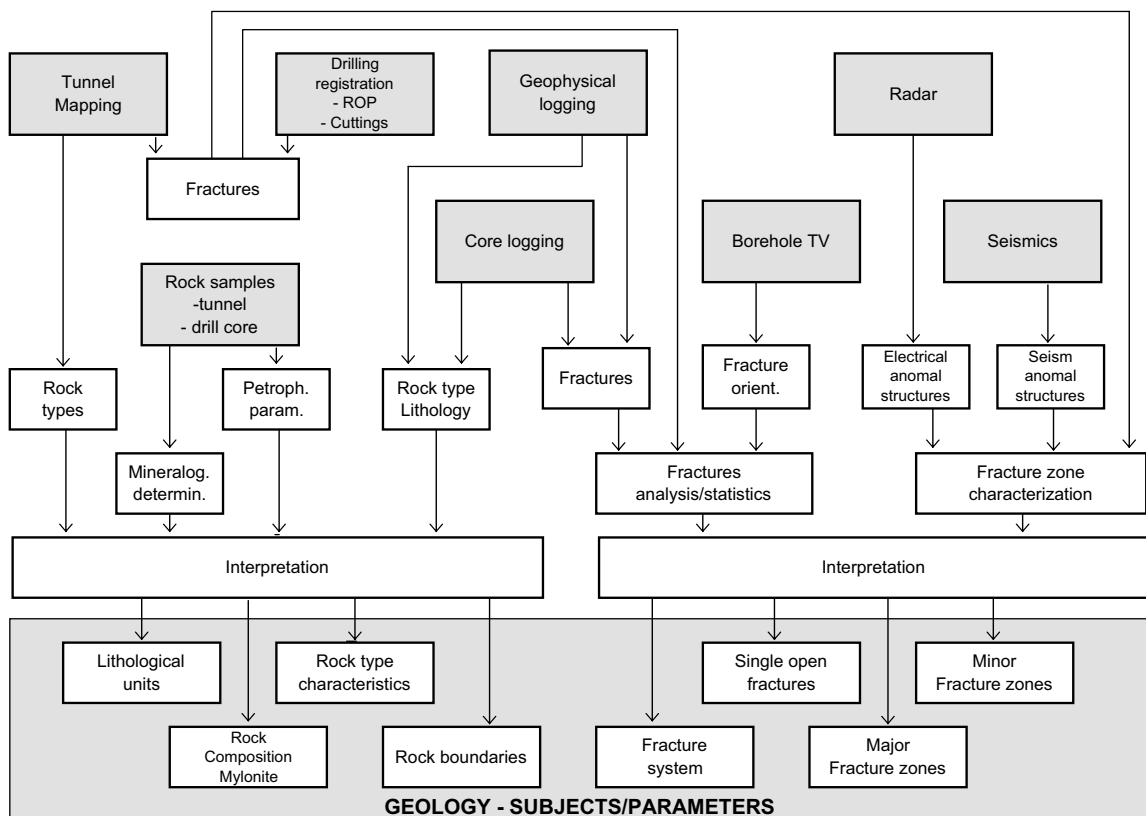 Tunnel
Mapping
Drilling
registration
- ROP
- Cuttings
Geophysical
logging
Radar
Fractures
Core logging
Borehole TV
Seismics
Rock samples
-tunnel
- drill core
Rock
types
Petroph.
param.
Rock type
Lithology
Fractures
Fracture
orient.
Electrical
anomal
structures
Seism
anomal
structures
Mineralog.
determin.
Fractures
analysis/statistics
Fracture zone
characterization
Interpretation
Interpretation
Lithological
units
Rock type
characteristics
Single open
fractures
Minor
Fracture zones
Rock
Composition
Mylonite
Rock boundaries
Fracture
system
Major
Fracture zones
GEOLOGY - SUBJECTS/PARAMETERS